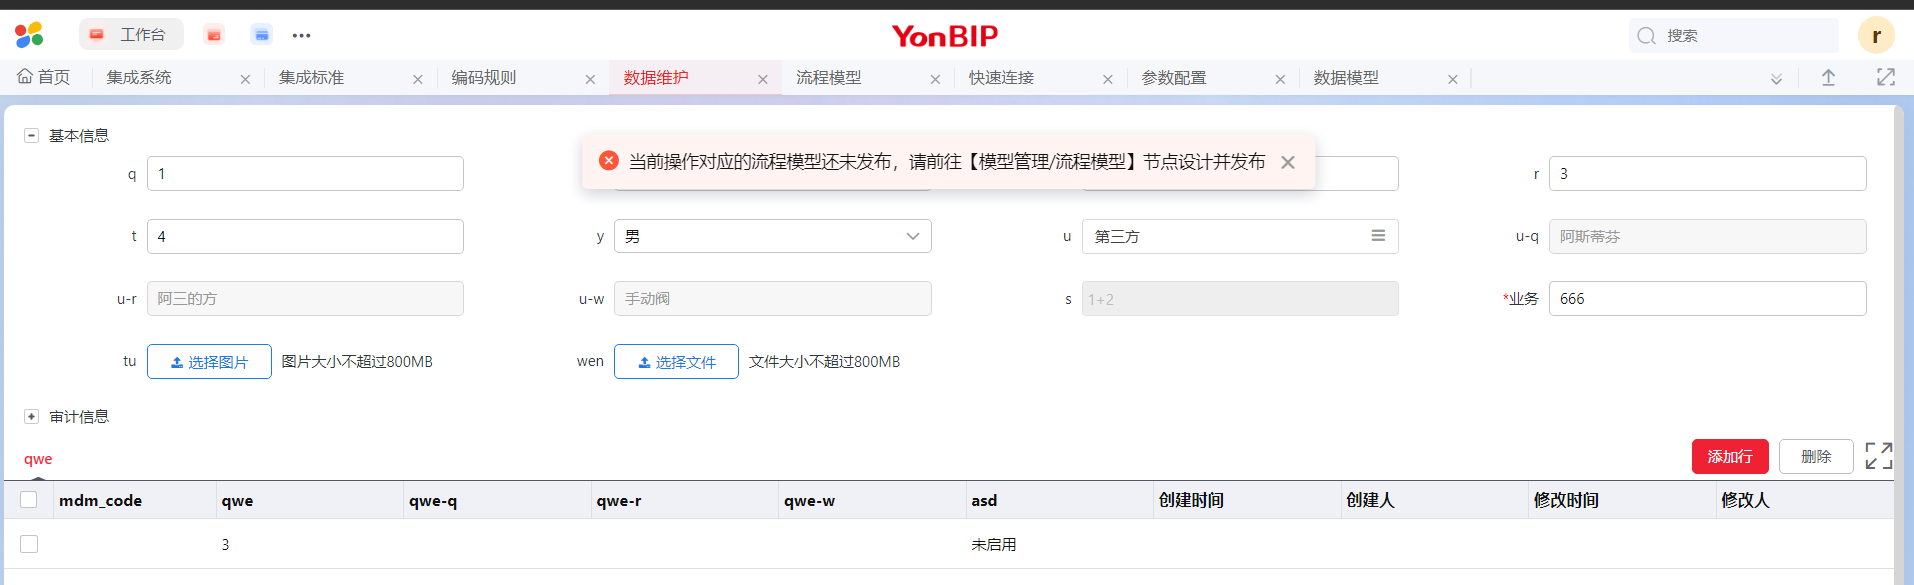 工作台
YonBIP
搜索
r
首页 集成系统 集成标准 编码规则 数据维护 流程模型 快速连接 参数配置 数据模型
基本信息
当前操作对应的流程模型还未发布，请前往【模型管理/流程模型】节点设计并发布
q 1 r 3
t 4 y 男 u 第三方 u-q 阿斯蒂芬
u-r 阿三的方 u-w 手动阀 s 1+2 *业务 666
tu 选择图片 图片大小不超过800MB wen 选择文件 文件大小不超过800MB
审计信息
qwe 添加行 删除
mdm_code qwe qwe-q qwe-r qwe-w asd 创建时间 创建人 修改时间 修改人
3 未启用